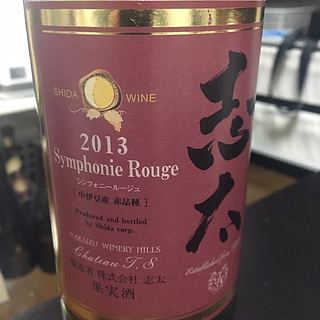 SHIDA WINE
2013
Symphonie Rouge
シンフォニールージュ
[中伊豆産 赤品種]
Produced and bottled
by Shida corp.
NAKAIZU WINERY HILLS
Chateau T.S
製造者 株式会社 志太
果実酒
志太
Established from